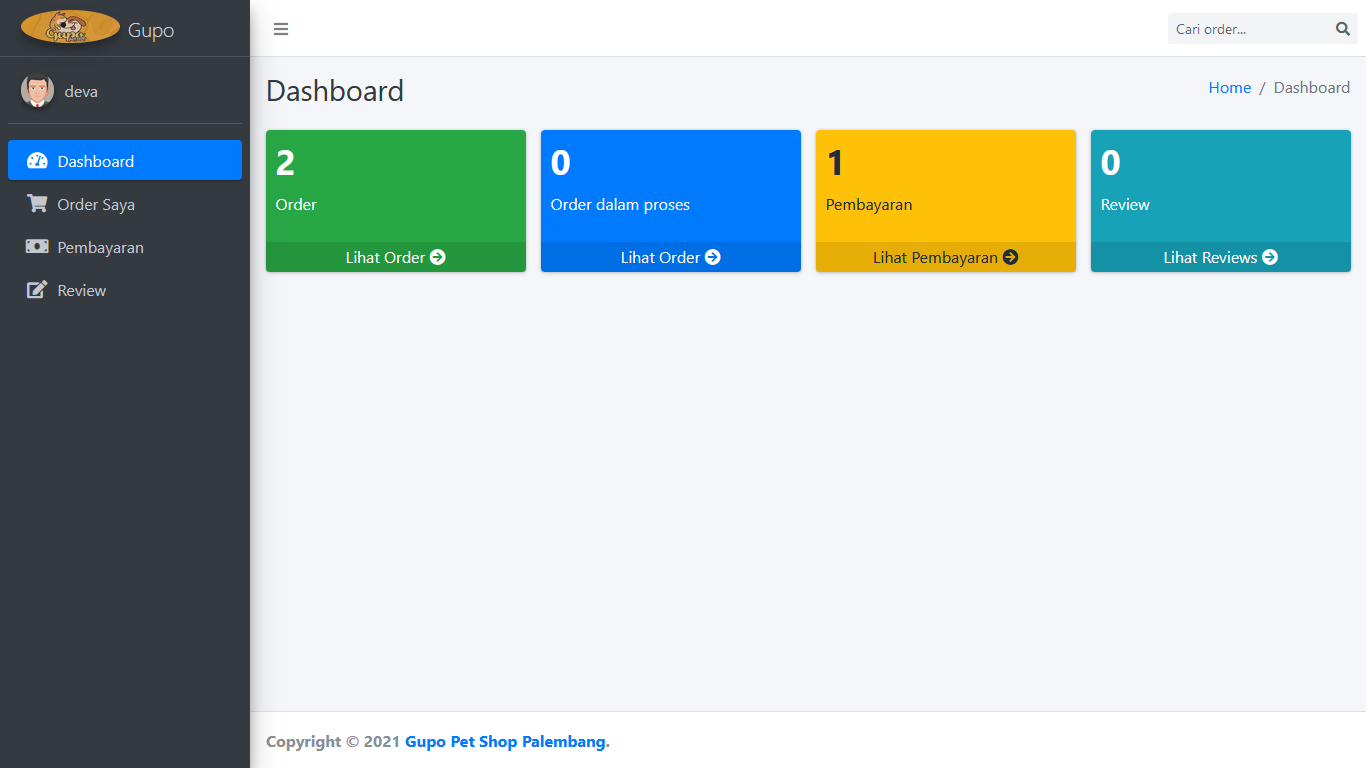 Gupo
Cari order...
deva
Dashboard
Home / Dashboard
Dashboard
Order Saya
Pembayaran
Review
2
Order
Lihat Order
0
Order dalam proses
Lihat Order
1
Pembayaran
Lihat Pembayaran
0
Review
Lihat Reviews
Copyright © 2021 Gupo Pet Shop Palembang.